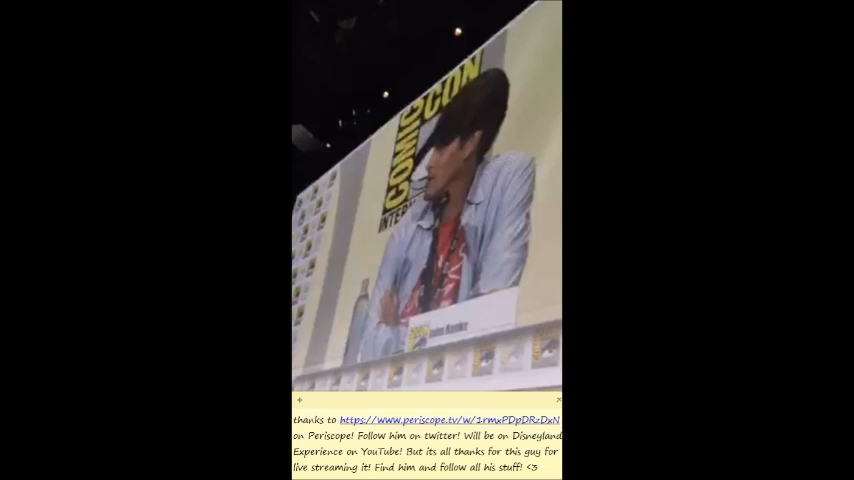 COMIC CON
INTER
+ ×
thanks to https://www.periscope.tv/w/1rmxPDpDRzDxN
on Periscope! Follow him on twitter! Will be on Disneyland
Experience on YouTube! But its all thanks for this guy for
live streaming it! Find him and follow all his stuff! <3